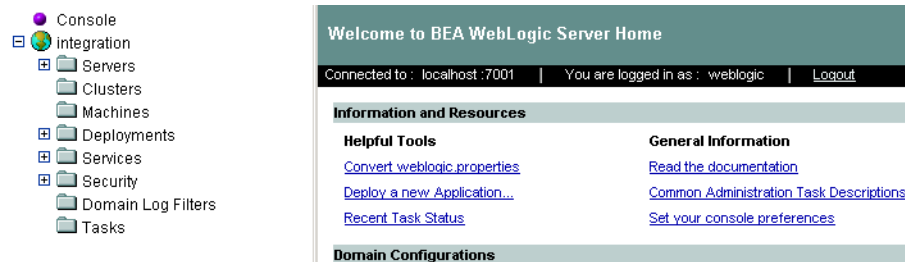 Console
integration
Servers
Clusters
Machines
Deployments
Services
Security
Domain Log Filters
Tasks
Welcome to BEA WebLogic Server Home
Connected to : localhost :7001 | You are logged in as : weblogic | Logout
Information and Resources
Helpful Tools General Information
Convert weblogic.properties Read the documentation
Deploy a new Application... Common Administration Task Descriptions
Recent Task Status Set your console preferences
Domain Configurations